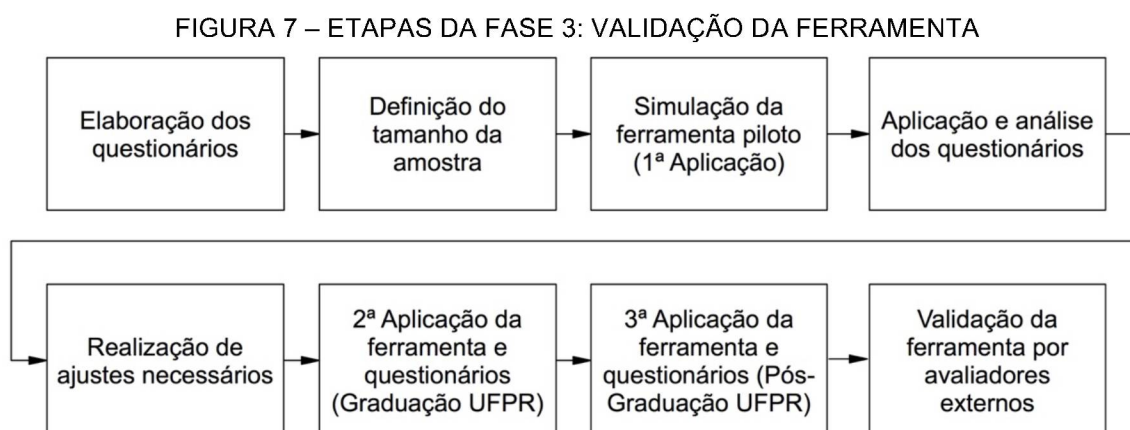 FIGURA 7 – ETAPAS DA FASE 3: VALIDAÇÃO DA FERRAMENTA
Elaboração dos
questionários
Definição do
tamanho da
amostra
Simulação da
ferramenta piloto
(1ª Aplicação)
Aplicação e análise
dos questionários
Realização de
ajustes necessários
2ª Aplicação da
ferramenta e
questionários
(Graduação UFPR)
3ª Aplicação da
ferramenta e
questionários (Pós-
Graduação UFPR)
Validação da
ferramenta por
avaliadores
externos